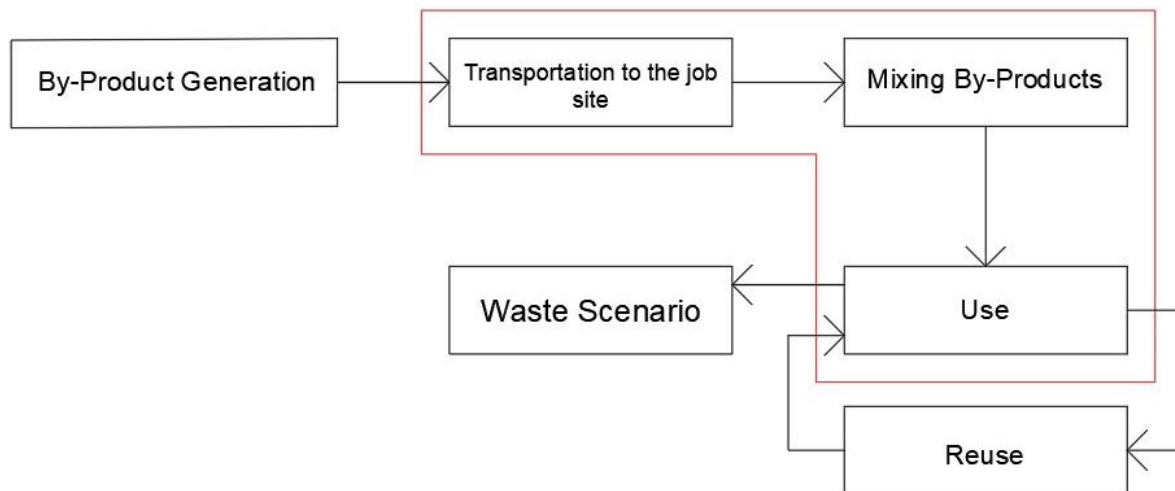 By-Product Generation
Transportation to the job
site
Mixing By-Products
Waste Scenario
Use
Reuse